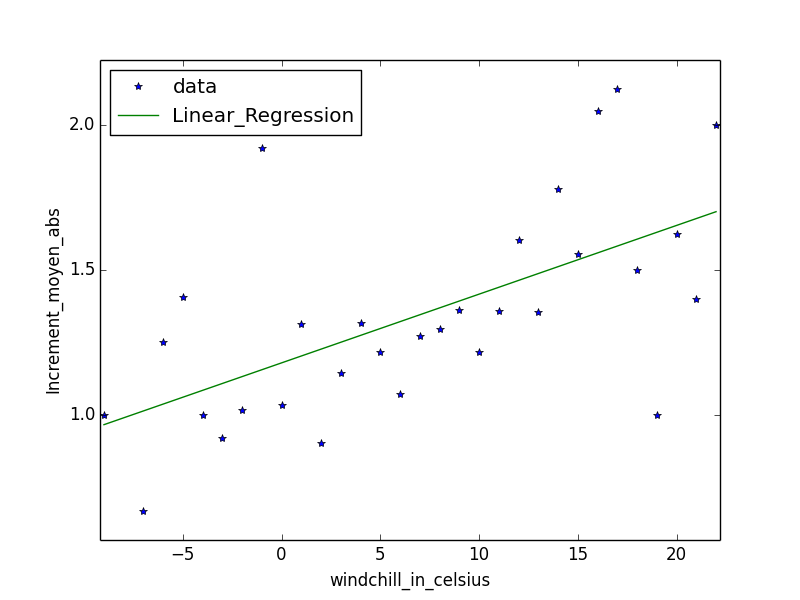 data
Linear_Regression
2.0
1.5
1.0
Increment_moyen_abs
−5
0
5
10
15
20
windchill_in_celsius